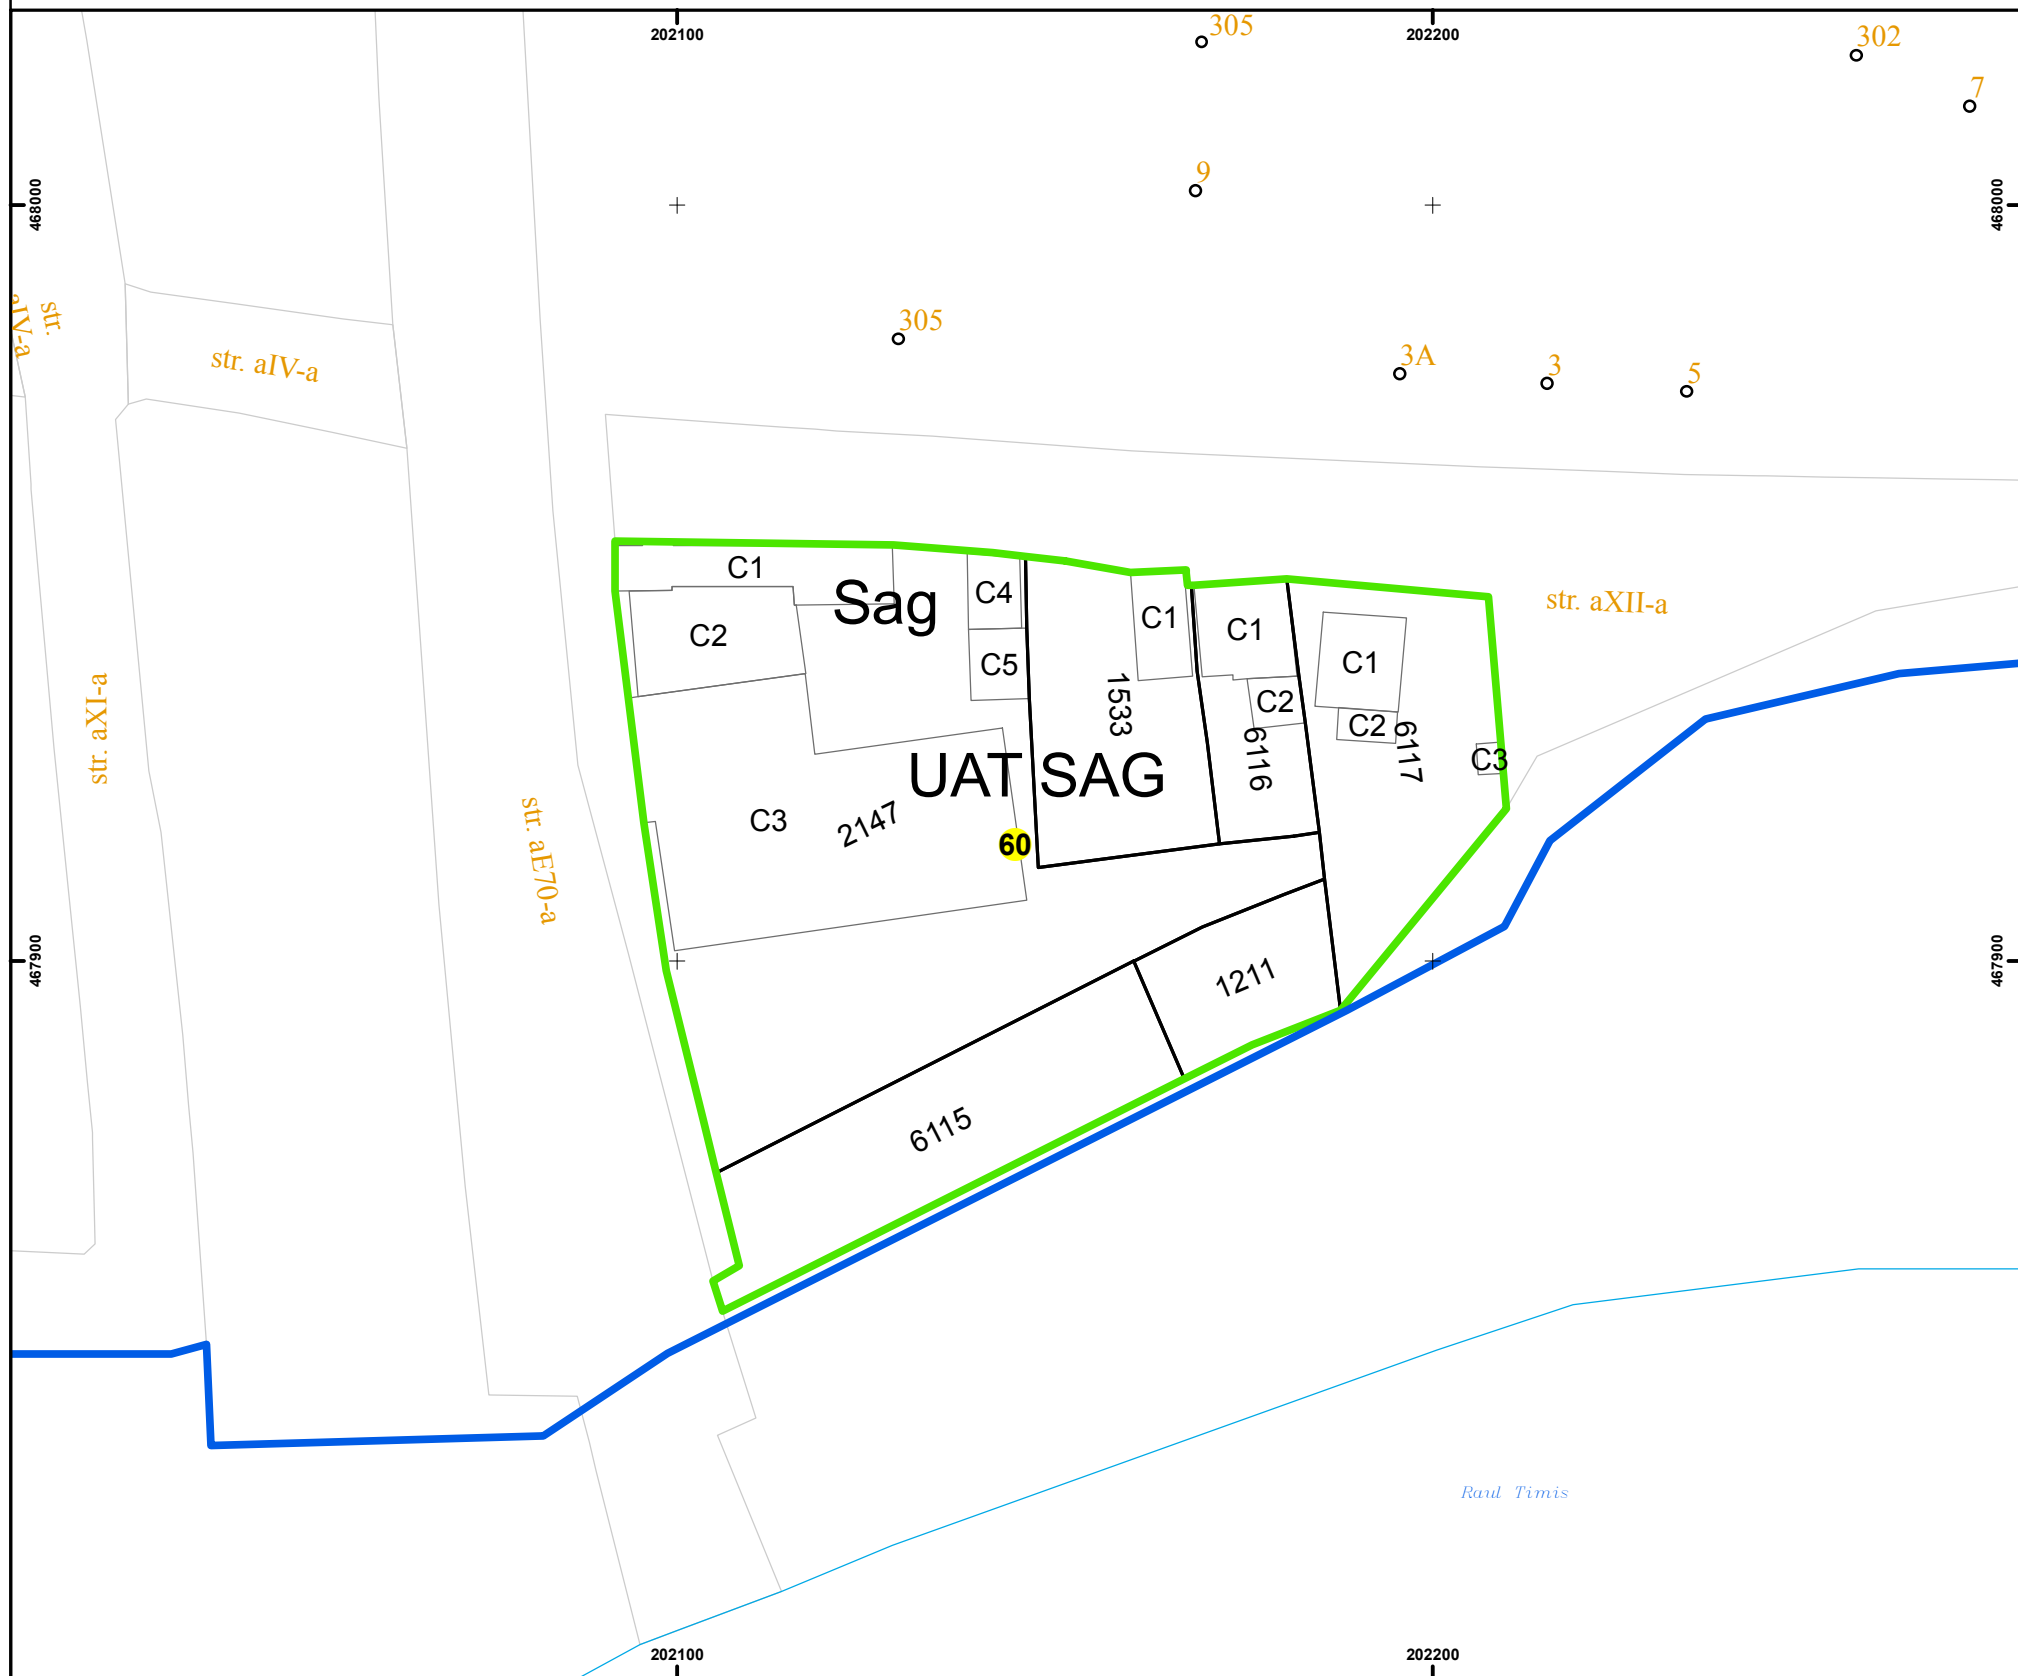 202100
202200
305
302
7
9
468000
468000
305
str.
aIV-a
str. aIV-a
3A
3
5
C1
Sag
C4
C1
C1
str. aXII-a
C2
C5
C1
1533
C2
C2
6117
str. aXI-a
6116
C3
UAT SAG
C3
2147
60
str. aE70-a
467900
467900
1211
6115
Raul Timis
202100
202200